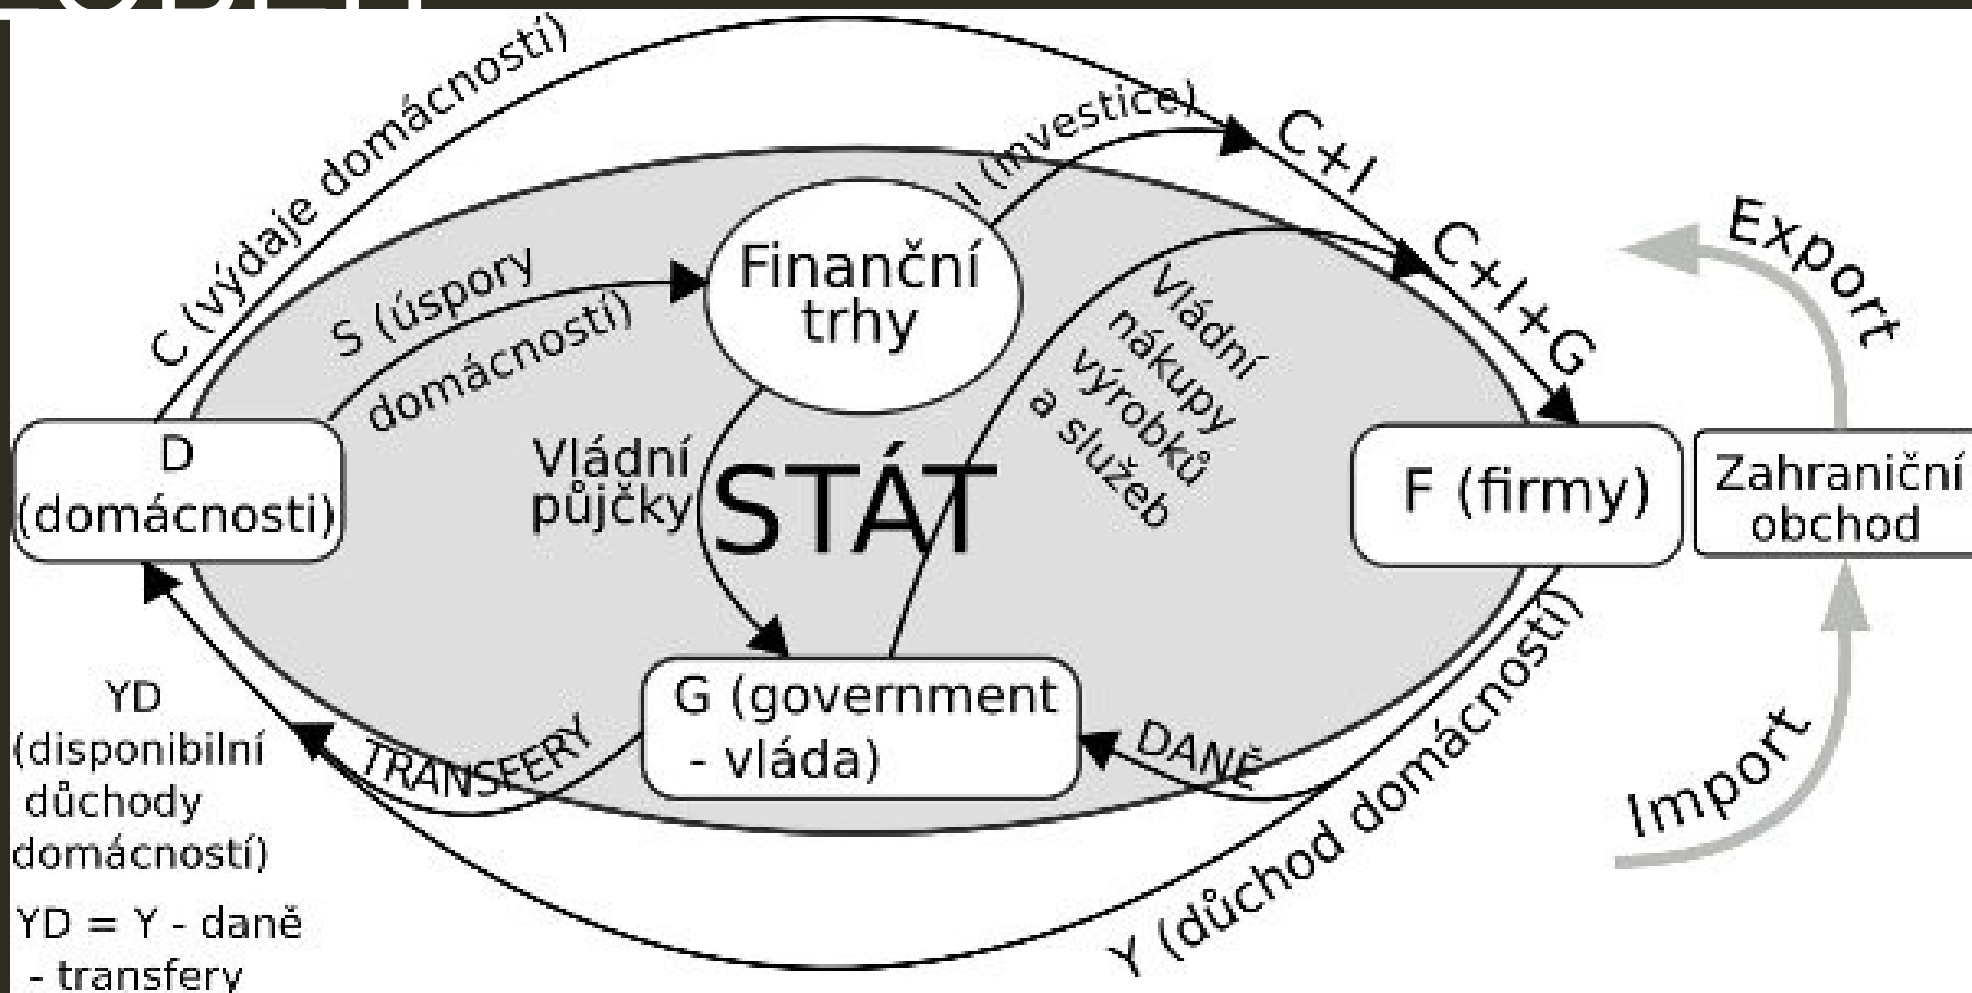 C (výdaje domácností)
I (investice)
C+I
C+I+G
Export
S (úspory
domácností)
Finanční
trhy
Vládní
nákupy
výrobků
a služeb
D
(domácnosti)
Vládní
půjčky
STÁT
F (firmy)
Zahraniční
obchod
G (government
- vláda)
TRANSFERY
DANĚ
Y (důchod domácností)
Import
YD
(disponibilní
důchody
domácností)
YD = Y - daně
- transfery